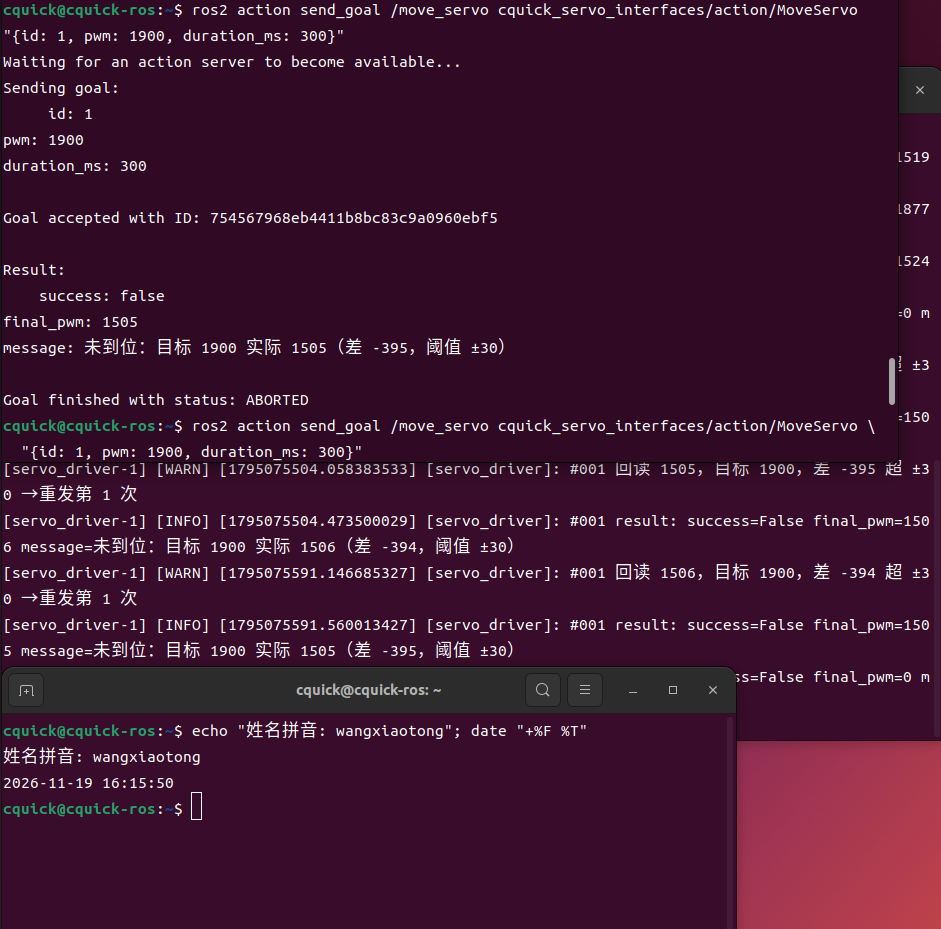 cquick@cquick-ros:~$ ros2 action send_goal /move_servo cquick_servo_interfaces/action/MoveServo
"{id: 1, pwm: 1900, duration_ms: 300}"
Waiting for an action server to become available...
Sending goal:
id: 1
pwm: 1900
duration_ms: 300
Goal accepted with ID: 754567968eb4411b8bc83c9a0960ebf5
Result:
success: false
final_pwm: 1505
message: 未到位：目标 1900 实际 1505（差 -395，阈值 ±30）
Goal finished with status: ABORTED
cquick@cquick-ros:~$ ros2 action send_goal /move_servo cquick_servo_interfaces/action/MoveServo \
"{id: 1, pwm: 1900, duration_ms: 300}"
1519
1877
1524
=0 m
超 ±3
=150
[servo_driver-1] [WARN] [1795075504.058383533] [servo_driver]: #001 回读 1505，目标 1900，差 -395 超 ±3
0 →重发第 1 次
[servo_driver-1] [INFO] [1795075504.473500029] [servo_driver]: #001 result: success=False final_pwm=150
6 message=未到位：目标 1900 实际 1506（差 -394，阈值 ±30）
[servo_driver-1] [WARN] [1795075591.146685327] [servo_driver]: #001 回读 1506，目标 1900，差 -394 超 ±3
0 →重发第 1 次
[servo_driver-1] [INFO] [1795075591.560013427] [servo_driver]: #001 result: success=False final_pwm=150
5 message=未到位：目标 1900 实际 1505（差 -395，阈值 ±30）
ss=False final_pwm=0 m
cquick@cquick-ros: ~
cquick@cquick-ros:~$ echo "姓名拼音: wangxiaotong"; date "+%F %T"
姓名拼音: wangxiaotong
2026-11-19 16:15:50
cquick@cquick-ros:~$